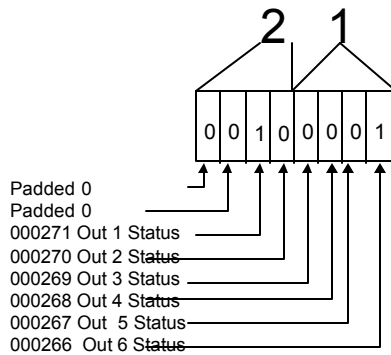 2 1
0 0 1 0 0 0 0 1
Padded 0
Padded 0
000271 Out 1 Status
000270 Out 2 Status
000269 Out 3 Status
000268 Out 4 Status
000267 Out 5 Status
000266 Out 6 Status